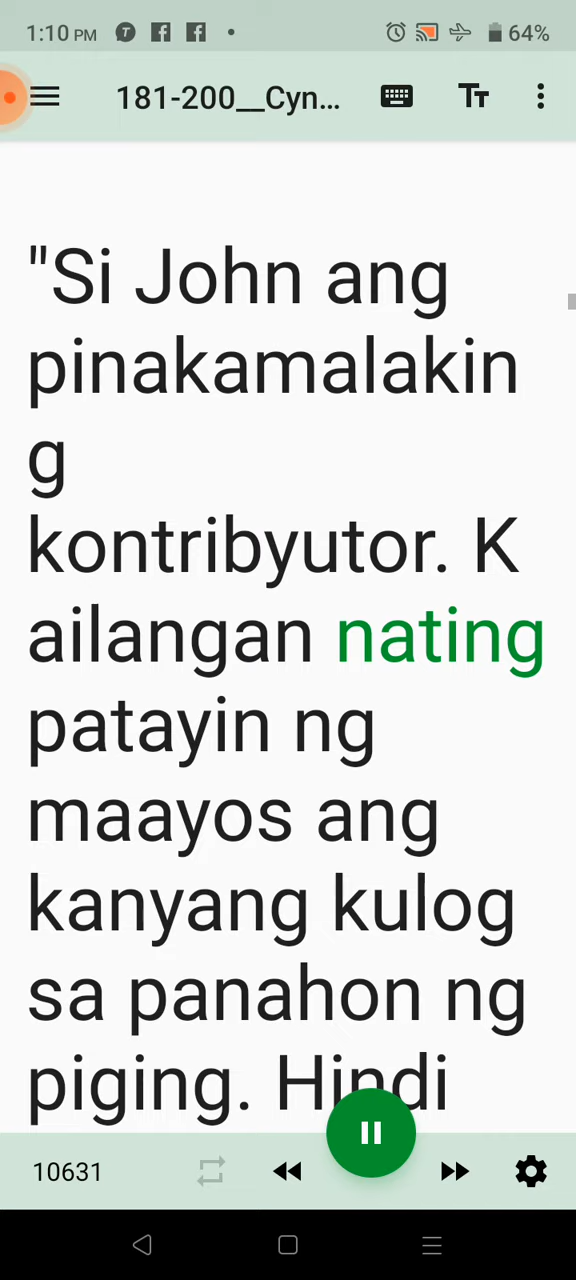 1:10 PM
64%
181-200__Cyn...
"Si John ang
pinakamalakin
g
kontribyutor. K
ailangan nating
patayin ng
maayos ang
kanyang kulog
sa panahon ng
piging. Hindi
10631